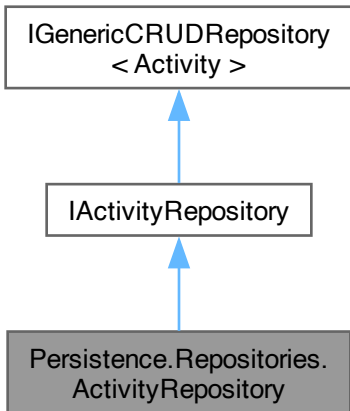 IGenericCRUDRepository
< Activity >
IActivityRepository
Persistence.Repositories.
ActivityRepository